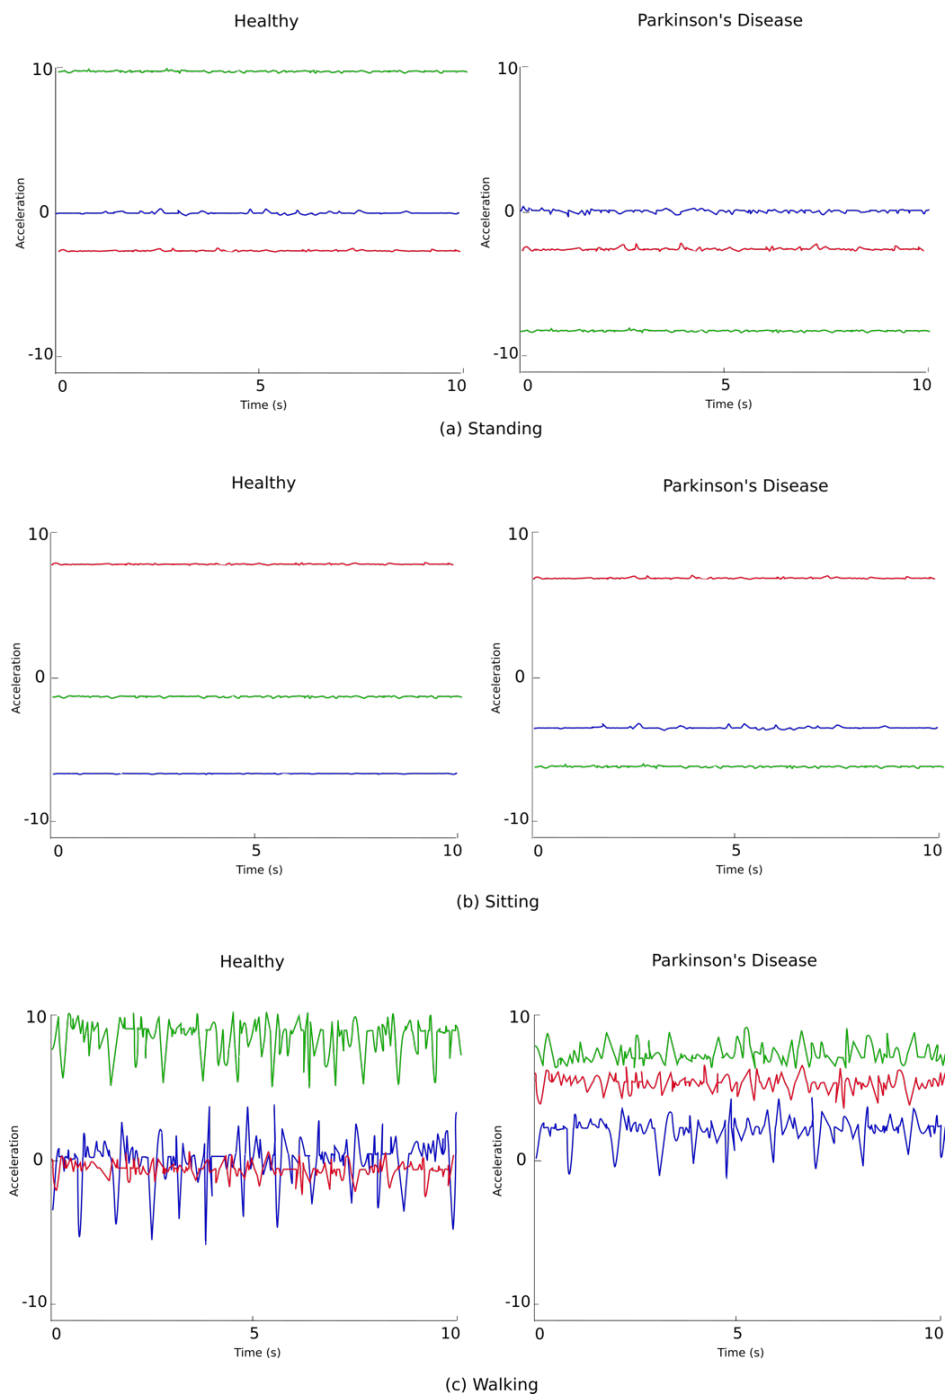 Healthy
Parkinson's Disease
10
0
-10
Acceleration
0
5
10
Time (s)
10
0
-10
Acceleration
0
5
10
Time (s)
(a) Standing
Healthy
Parkinson's Disease
10
0
-10
Acceleration
0
5
10
Time (s)
10
0
-10
Acceleration
0
5
10
Time (s)
(b) Sitting
Healthy
Parkinson's Disease
10
0
-10
Acceleration
0
5
10
Time (s)
10
0
-10
Acceleration
0
5
10
Time (s)
(c) Walking